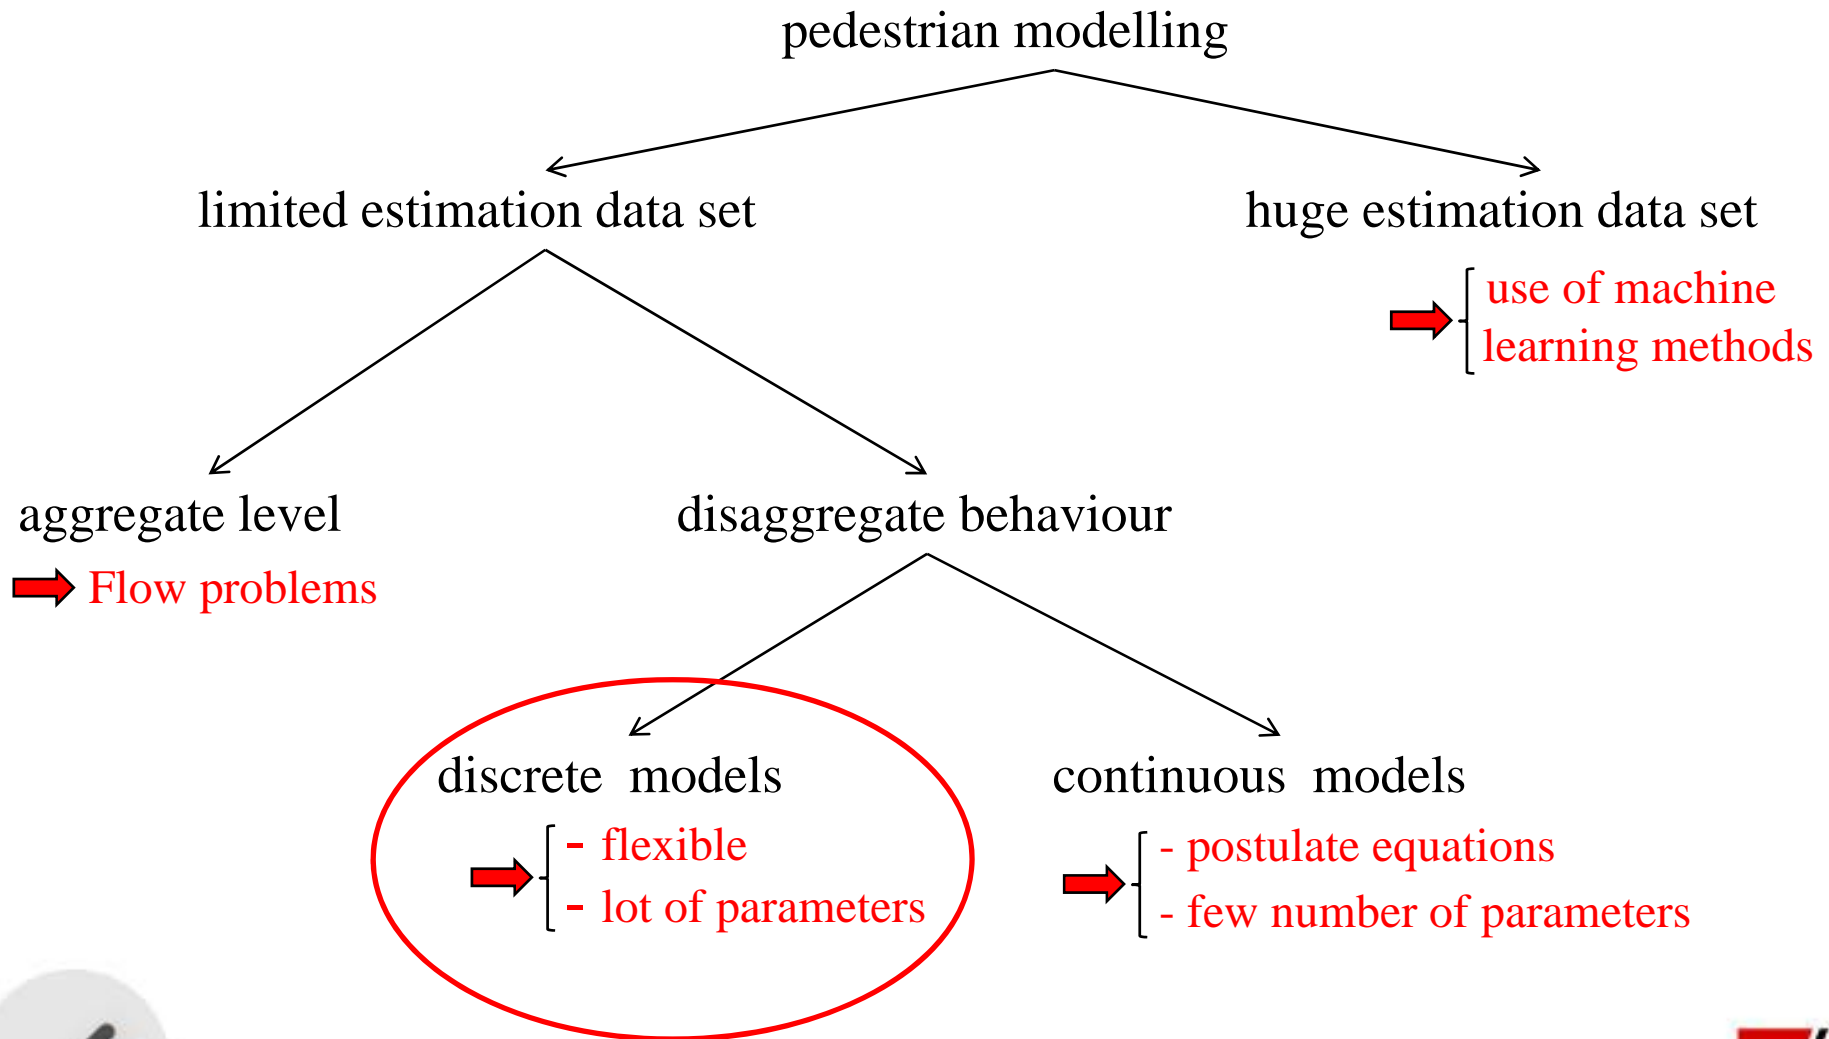 pedestrian modelling
limited estimation data set
huge estimation data set
use of machine
learning methods
aggregate level
disaggregate behaviour
Flow problems
discrete models
continuous models
- flexible
- lot of parameters
- postulate equations
- few number of parameters